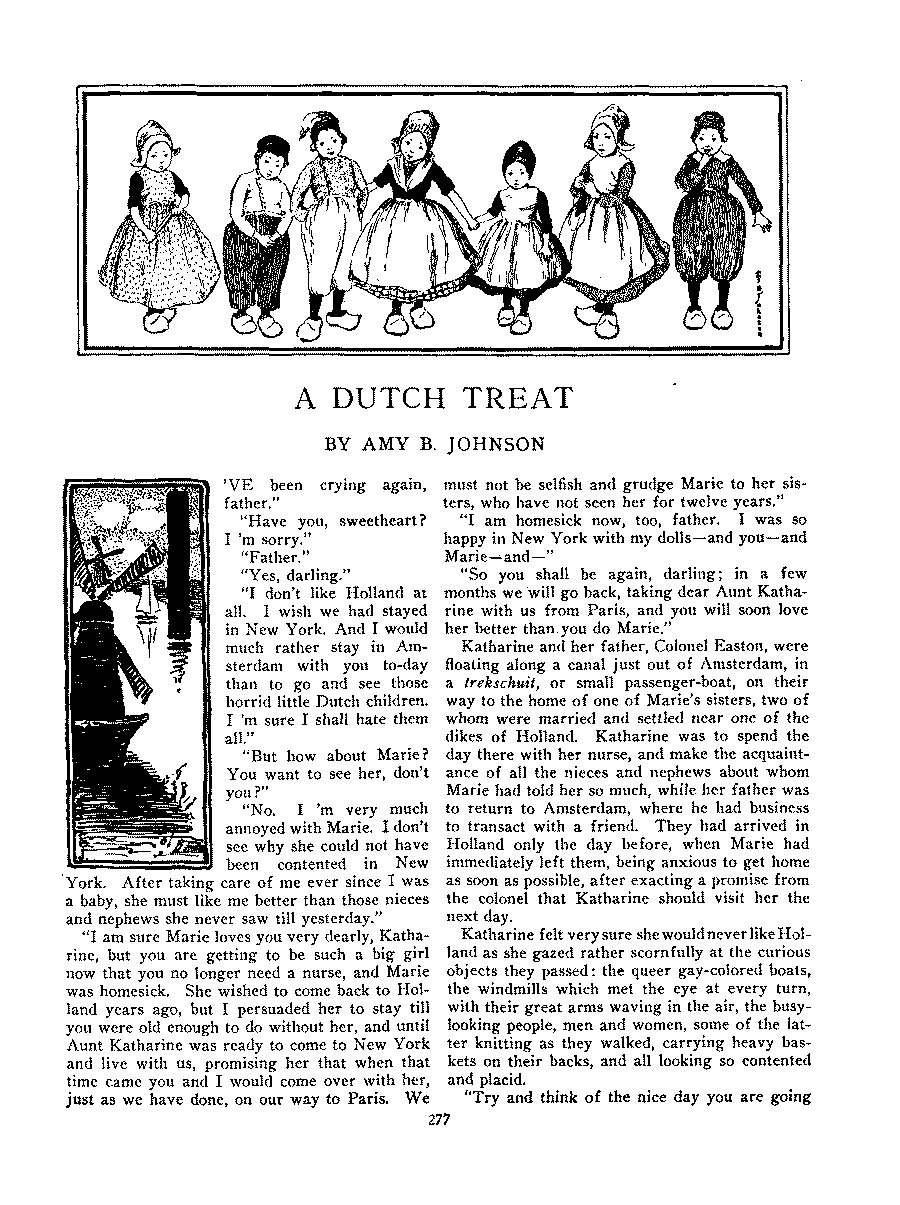 A DUTCH TREAT
BY AMY B. JOHNSON
I'VE been crying again,
father."
"Have you, sweetheart?
I 'm sorry."
"Father."
"Yes, darling."
"I don't like Holland at
all. I wish we had stayed
in New York. And I would
much rather stay in Am-
sterdam with you to-day
than to go and see those
horrid little Dutch children.
I 'm sure I shall hate them
all."
"But how about Marie?
You want to see her, don't
you?"
"No. I 'm very much
annoyed with Marie. I don't
see why she could not have
been contented in New
York. After taking care of me ever since I was
a baby, she must like me better than those nieces
and nephews she never saw till yesterday."
"I am sure Marie loves you very dearly, Katha-
rine, but you are getting to be such a big girl
now that you no longer need a nurse, and Marie
was homesick. She wished to come back to Hol-
land years ago, but I persuaded her to stay till
you were old enough to do without her, and until
Aunt Katharine was ready to come to New York
and live with us, promising her that when that
time came you and I would come over with her,
just as we have done, on our way to Paris. We
must not be selfish and grudge Marie to her sis-
ters, who have not seen her for twelve years."
"I am homesick now, too, father. I was so
happy in New York with my dolls—and you—and
Marie—and—"
"So you shall be again, darling; in a few
months we will go back, taking dear Aunt Katha-
rine with us from Paris, and you will soon love
her better than you do Marie."
Katharine and her father, Colonel Easton, were
floating along a canal just out of Amsterdam, in
a trekschuit, or small passenger-boat, on their
way to the home of one of Marie's sisters, two of
whom were married and settled near one of the
dikes of Holland. Katharine was to spend the
day there with her nurse, and make the acquaint-
ance of all the nieces and nephews about whom
Marie had told her so much, while her father was
to return to Amsterdam, where he had business
to transact with a friend. They had arrived in
Holland only the day before, when Marie had
immediately left them, being anxious to get home
as soon as possible, after exacting a promise from
the colonel that Katharine should visit her the
next day.
Katharine felt very sure she would never like Hol-
land as she gazed rather scornfully at the curious
objects they passed: the queer gay-colored boats,
the windmills which met the eye at every turn,
with their great arms waving in the air, the busy-
looking people, men and women, some of the lat-
ter knitting as they walked, carrying heavy bas-
kets on their backs, and all looking so contented
and placid.
"Try and think of the nice day you are going
277